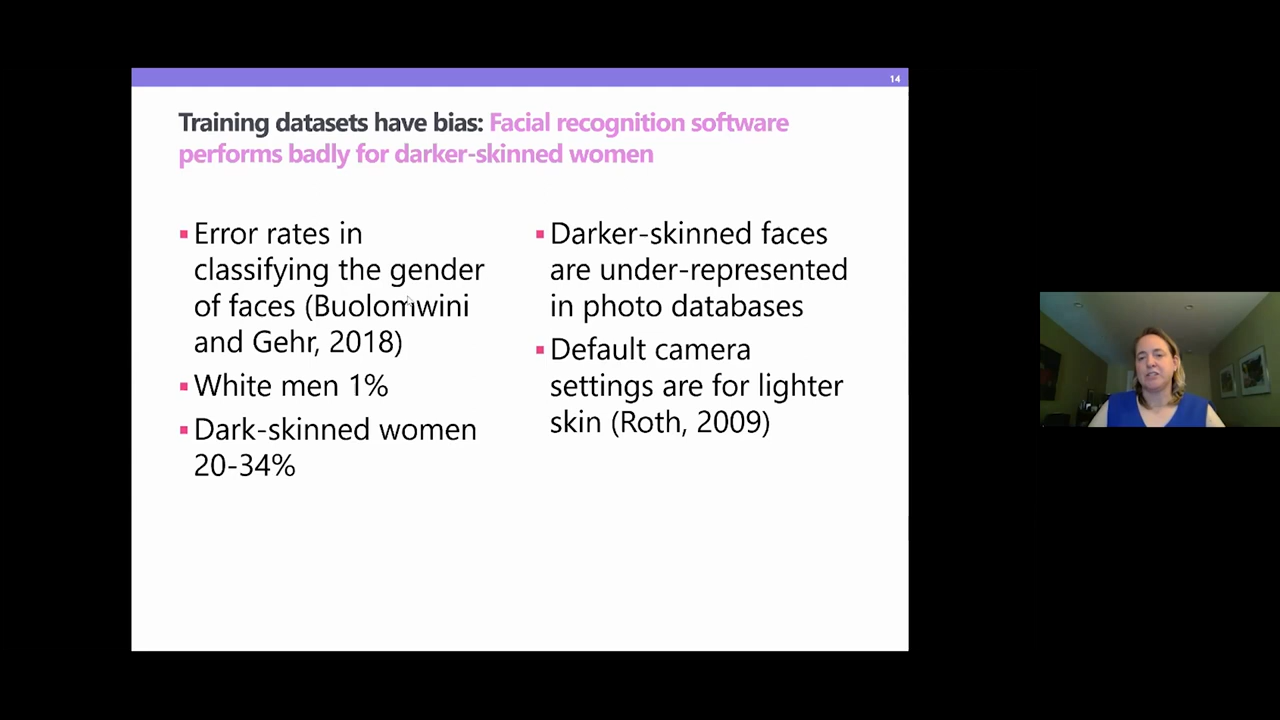 14
Training datasets have bias: Facial recognition software
performs badly for darker-skinned women
Error rates in
classifying the gender
of faces (Buolomwini
and Gehr, 2018)
White men 1%
Dark-skinned women
20-34%
Darker-skinned faces
are under-represented
in photo databases
Default camera
settings are for lighter
skin (Roth, 2009)